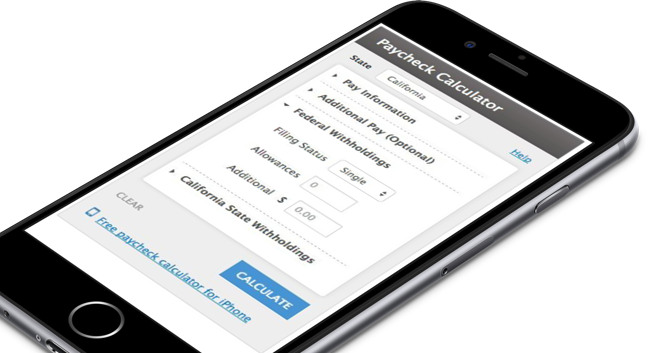 Paycheck Calculator
Help
State California
Pay Information
Additional Pay (Optional)
Federal Withholdings
Filing Status Single
Allowances 0
Additional $ 0.00
California State Withholdings
CLEAR
CALCULATE
Free paycheck calculator for iPhone